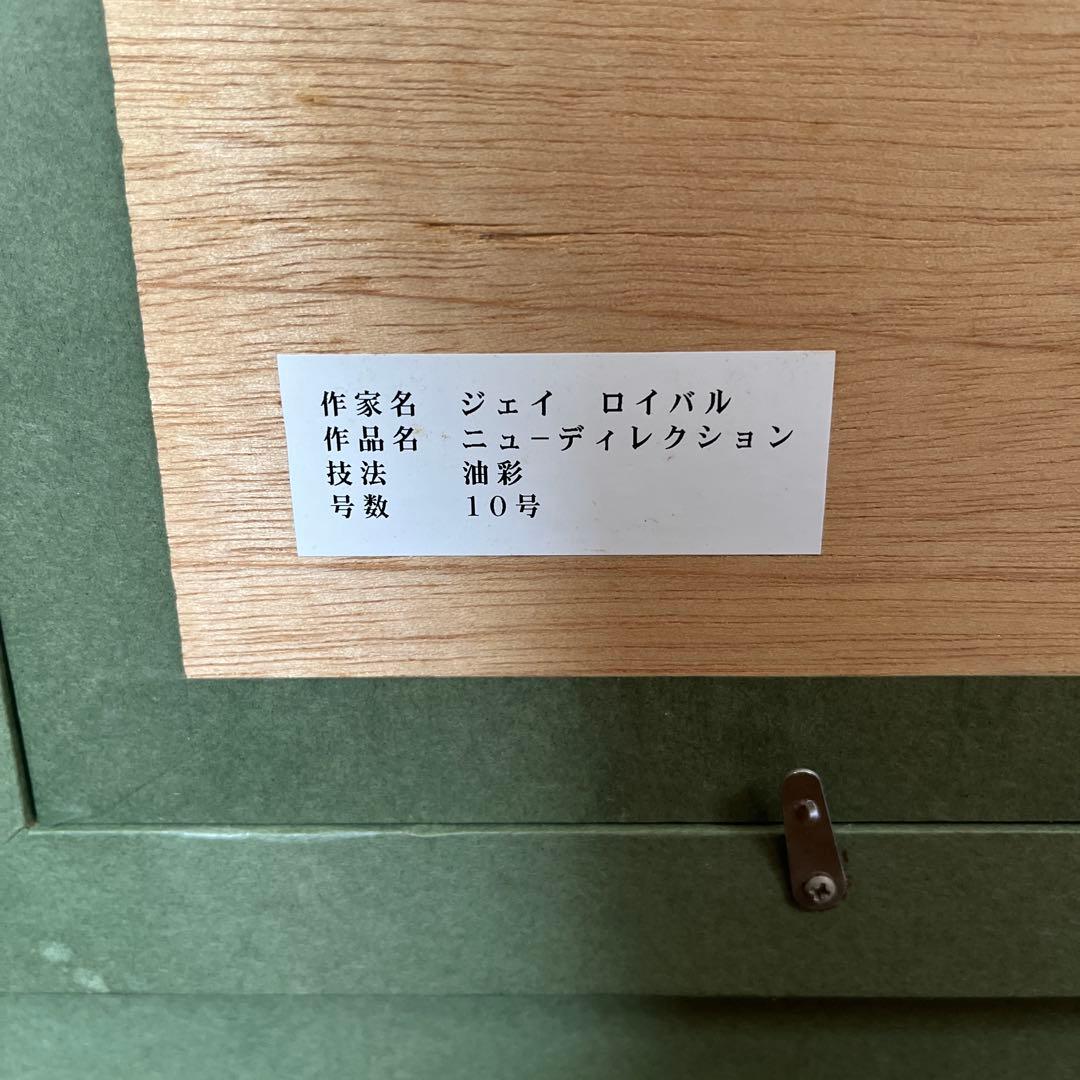 作家名　ジェイ　ロイバル
作品名　ニュ−ディレクション
技法　　油彩
号数　　１０号